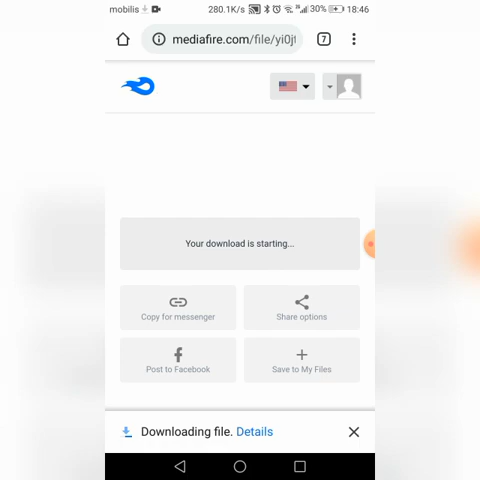 mobilis 280.1K/s 30% 18:46
mediafire.com/file/yi0jt 7
Your download is starting...
Copy for messenger
Share options
Post to Facebook
Save to My Files
Downloading file. Details